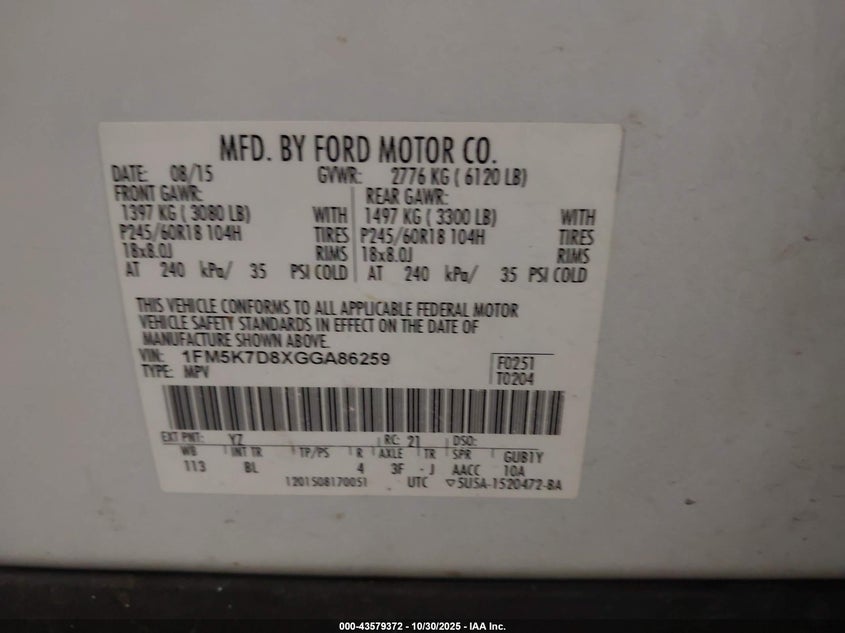 MFD. BY FORD MOTOR CO.
DATE: 08/15 GVWR: 2776 KG ( 6120 LB)
FRONT GAWR: REAR GAWR:
1397 KG ( 3080 LB) WITH 1497 KG ( 3300 LB) WITH
P245/60R18 104H TIRES P245/60R18 104H TIRES
18x8.0J RIMS 18x8.0J RIMS
AT 240 kPa/ 35 PSI COLD AT 240 kPa/ 35 PSI COLD
THIS VEHICLE CONFORMS TO ALL APPLICABLE FEDERAL MOTOR
VEHICLE SAFETY STANDARDS IN EFFECT ON THE DATE OF
MANUFACTURE SHOWN ABOVE.
VIN: 1FM5K7D8XGGA86259 F0251
TYPE: MPV T0204
EXT PNT: YZ RC: 21 DSO:
WB INT TR TP/PS R AXLE TR SPR GUB1Y
113 BL 4 3F - J AACC 10A
1201508170051 UTC ▽5U5A-1520472-BA
000-43579372 - 10/30/2025 - IAA Inc.